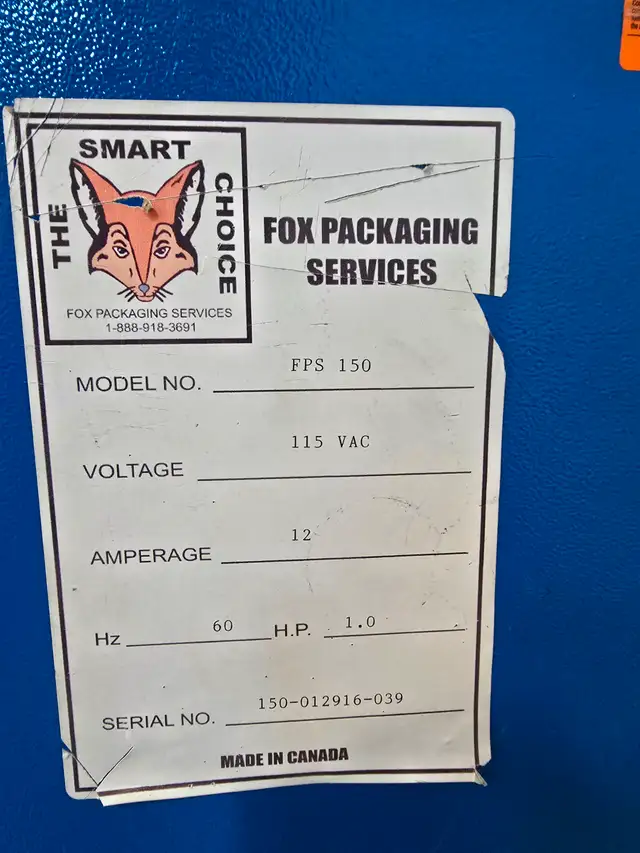 SMART
THE
CHOICE
FOX PACKAGING SERVICES
1-888-918-3691
FOX PACKAGING
SERVICES
MODEL NO. FPS 150
VOLTAGE 115 VAC
AMPERAGE 12
Hz 60 H.P. 1.0
SERIAL NO. 150-012916-039
MADE IN CANADA